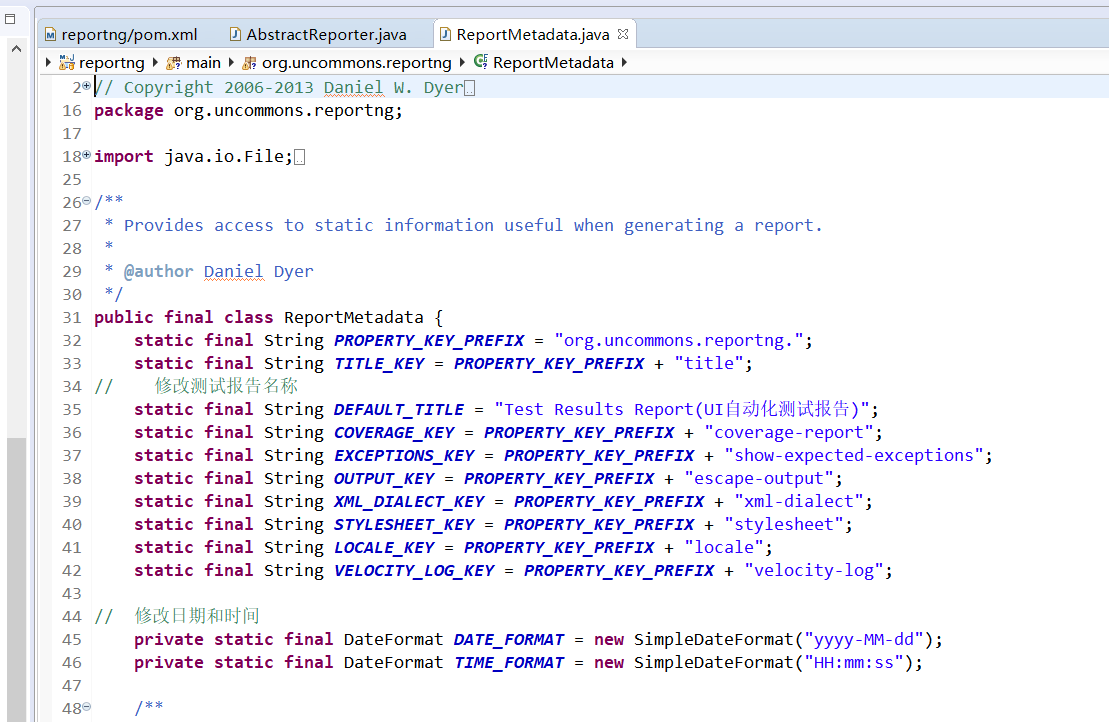 reportng/pom.xml AbstractReporter.java ReportMetadata.java
reportng main org.uncommons.reportng ReportMetadata
2 // Copyright 2006-2013 Daniel W. Dyer
16 package org.uncommons.reportng;
17
18 import java.io.File;
25
26 /**
27 * Provides access to static information useful when generating a report.
28 *
29 * @author Daniel Dyer
30 */
31 public final class ReportMetadata {
32 static final String PROPERTY_KEY_PREFIX = "org.uncommons.reportng.";
33 static final String TITLE_KEY = PROPERTY_KEY_PREFIX + "title";
34 // 修改测试报告名称
35 static final String DEFAULT_TITLE = "Test Results Report(UI自动化测试报告)";
36 static final String COVERAGE_KEY = PROPERTY_KEY_PREFIX + "coverage-report";
37 static final String EXCEPTIONS_KEY = PROPERTY_KEY_PREFIX + "show-expected-exceptions";
38 static final String OUTPUT_KEY = PROPERTY_KEY_PREFIX + "escape-output";
39 static final String XML_DIALECT_KEY = PROPERTY_KEY_PREFIX + "xml-dialect";
40 static final String STYLESHEET_KEY = PROPERTY_KEY_PREFIX + "stylesheet";
41 static final String LOCALE_KEY = PROPERTY_KEY_PREFIX + "locale";
42 static final String VELOCITY_LOG_KEY = PROPERTY_KEY_PREFIX + "velocity-log";
43
44 // 修改日期和时间
45 private static final DateFormat DATE_FORMAT = new SimpleDateFormat("yyyy-MM-dd");
46 private static final DateFormat TIME_FORMAT = new SimpleDateFormat("HH:mm:ss");
47
48 /**